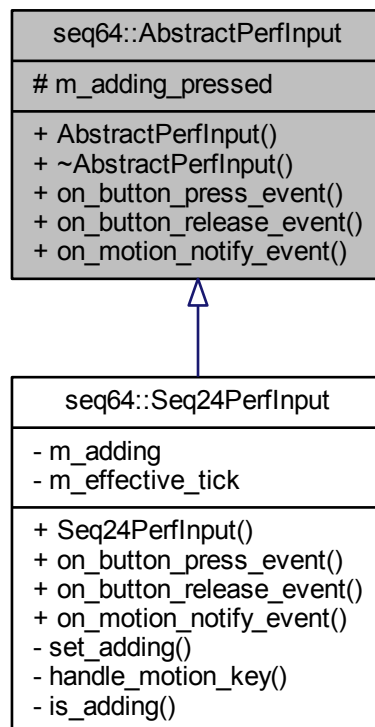 seq64::AbstractPerfInput
# m_adding_pressed
+ AbstractPerfInput()
+ ~AbstractPerfInput()
+ on_button_press_event()
+ on_button_release_event()
+ on_motion_notify_event()
seq64::Seq24PerfInput
- m_adding
- m_effective_tick
+ Seq24PerfInput()
+ on_button_press_event()
+ on_button_release_event()
+ on_motion_notify_event()
- set_adding()
- handle_motion_key()
- is_adding()